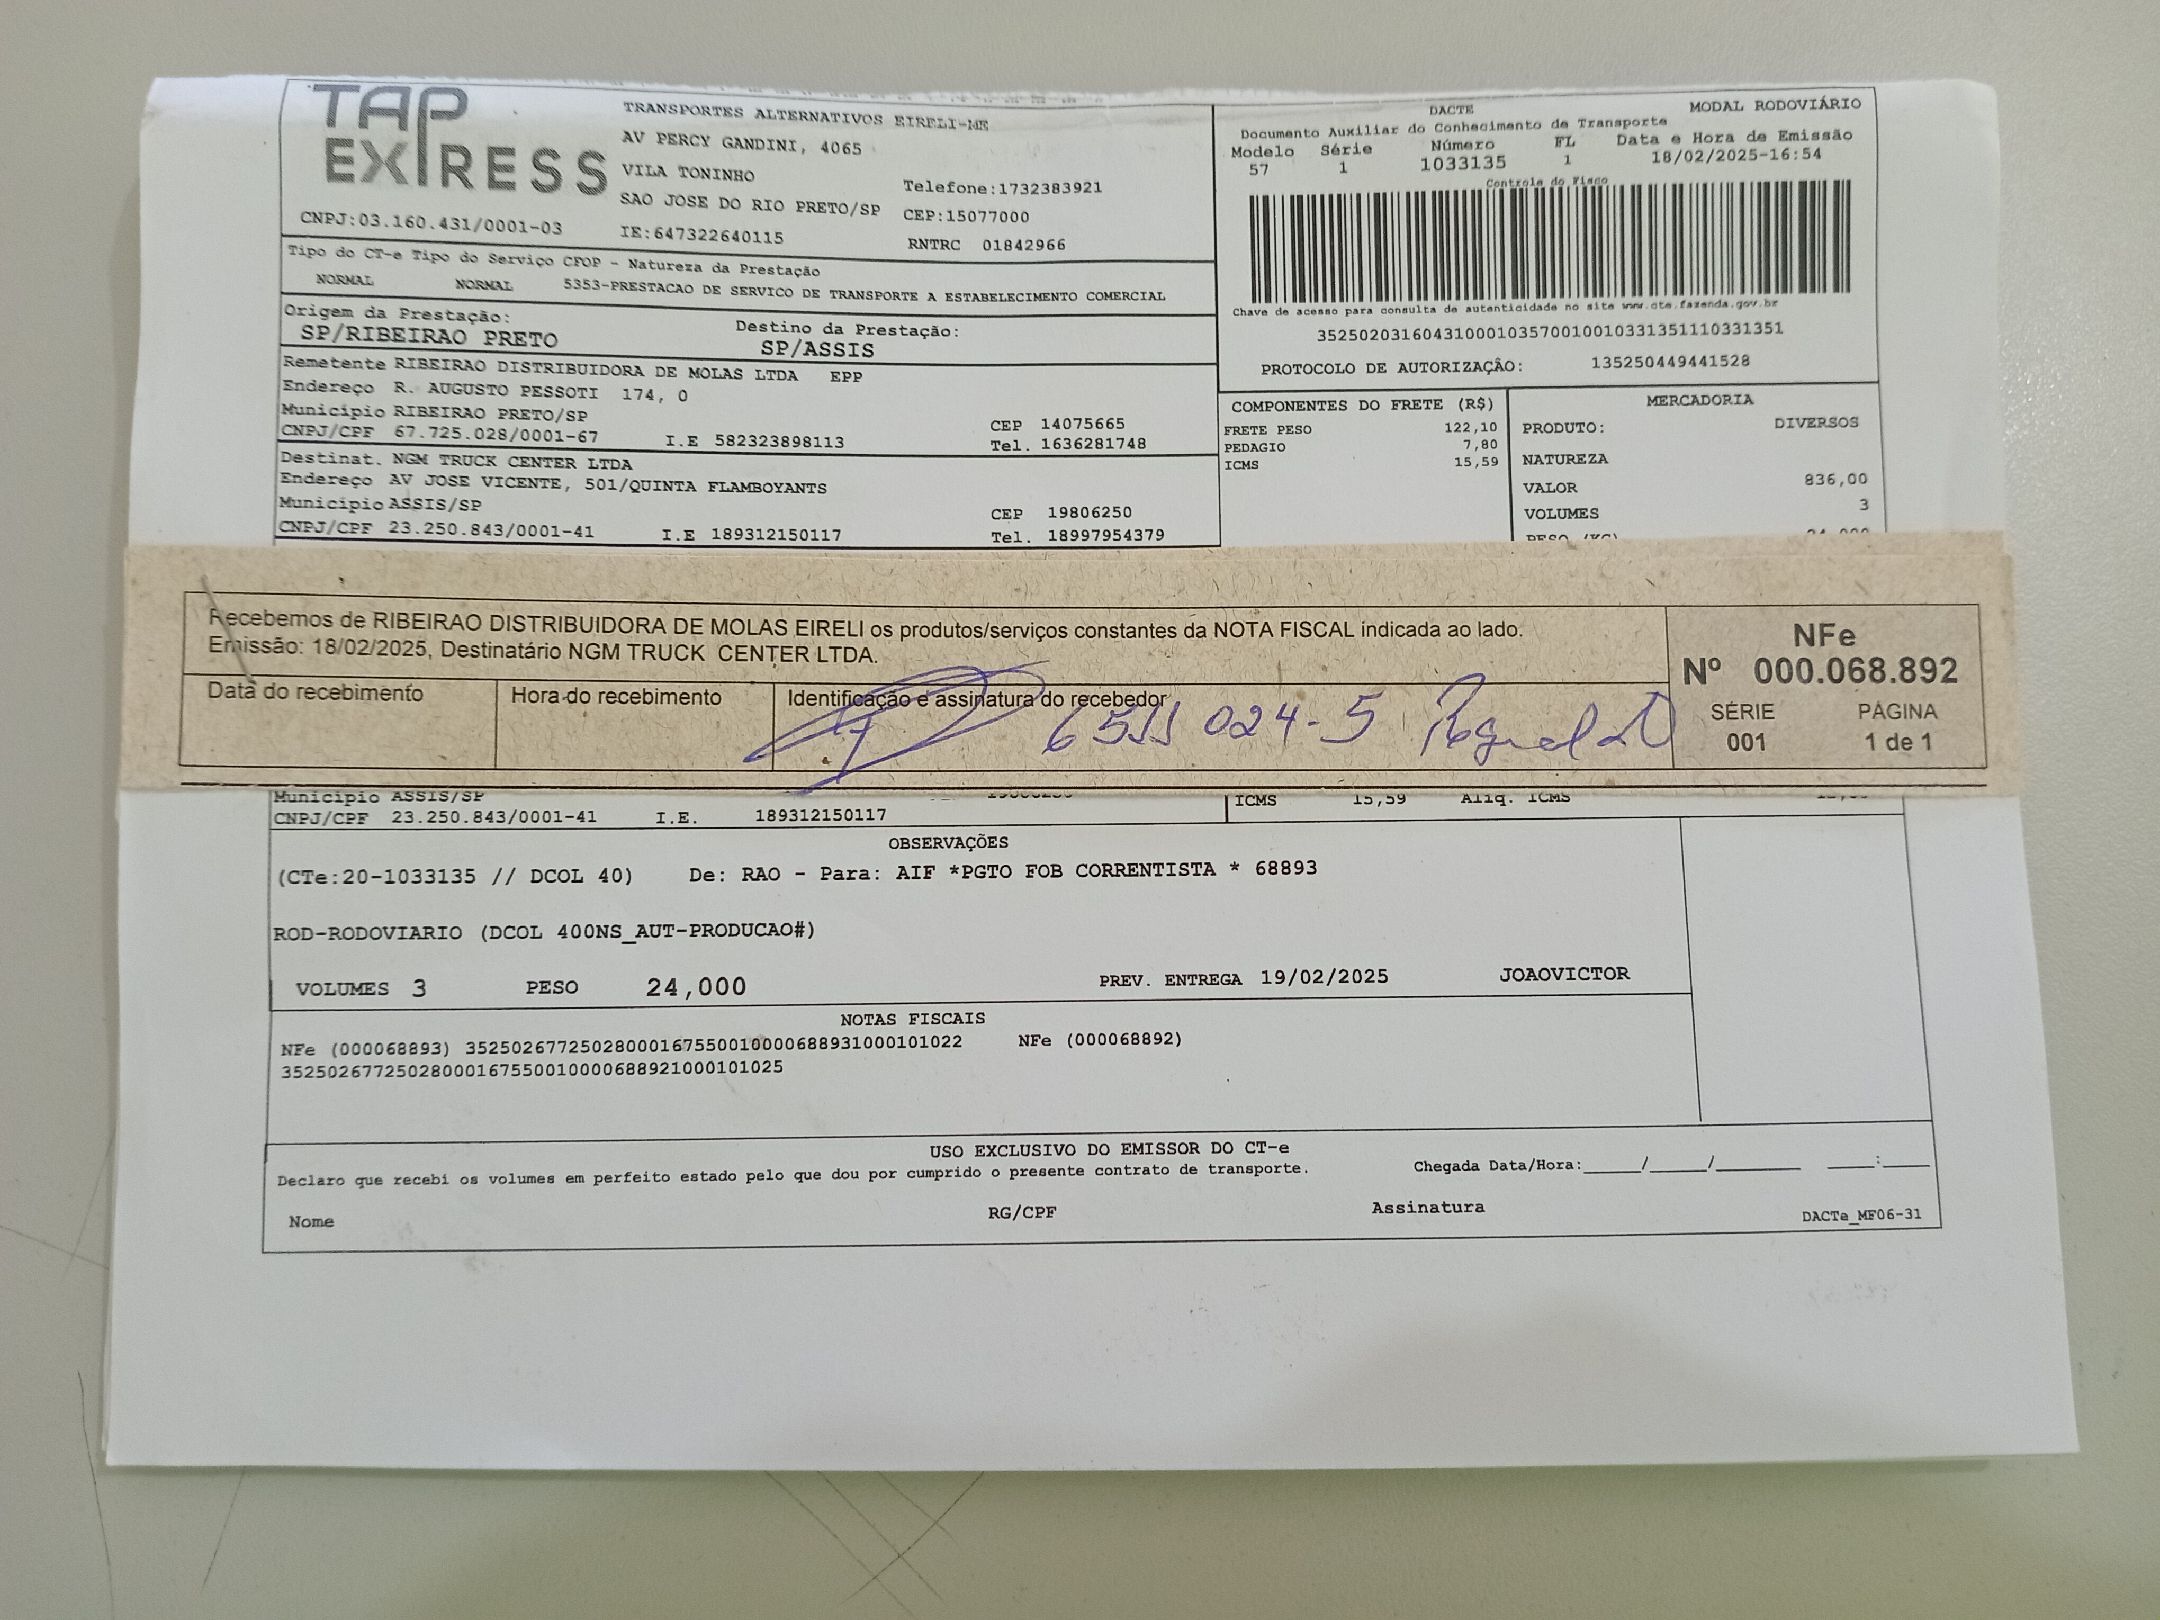 TAP
EXPRESS
TRANSPORTES ALTERNATIVOS EIRELI-ME
AV PERCY GANDINI, 4065
VILA TONINHO
SAO JOSE DO RIO PRETO/SP
Telefone:1732383921
CEP:15077000
CNPJ:03.160.431/0001-03 IE:647322640115 RNTRC 01842966
DACTE MODAL RODOVIÁRIO
Documento Auxiliar do Conhecimento de Transporte
Modelo Série Número FL Data e Hora de Emissão
57 1 1033135 1 18/02/2025-16:54
Controle do Fisco
Chave de acesso para consulta de autenticidade no site www.cte.fazenda.gov.br
35250203160431000103570010010331351110331351
PROTOCOLO DE AUTORIZAÇÃO: 135250449441528
Tipo do CT-e Tipo do Serviço CFOP - Natureza da Prestação
NORMAL NORMAL 5353-PRESTACAO DE SERVICO DE TRANSPORTE A ESTABELECIMENTO COMERCIAL
Origem da Prestação: Destino da Prestação:
SP/RIBEIRAO PRETO SP/ASSIS
Remetente RIBEIRAO DISTRIBUIDORA DE MOLAS LTDA EPP
Endereço R. AUGUSTO PESSOTI 174, 0
Município RIBEIRAO PRETO/SP CEP 14075665
CNPJ/CPF 67.725.028/0001-67 I.E 582323898113 Tel. 1636281748
Destinat. NGM TRUCK CENTER LTDA
Endereço AV JOSE VICENTE, 501/QUINTA FLAMBOYANTS
Município ASSIS/SP CEP 19806250
CNPJ/CPF 23.250.843/0001-41 I.E 189312150117 Tel. 18997954379
COMPONENTES DO FRETE (R$)
FRETE PESO 122,10
PEDAGIO 7,80
ICMS 15,59
MERCADORIA
PRODUTO: DIVERSOS
NATUREZA
VALOR 836,00
VOLUMES 3
PESO (KG) 24,000
Recebemos de RIBEIRAO DISTRIBUIDORA DE MOLAS EIRELI os produtos/serviços constantes da NOTA FISCAL indicada ao lado.
Emissão: 18/02/2025, Destinatário NGM TRUCK CENTER LTDA.
Data do recebimento Hora do recebimento Identificação e assinatura do recebedor
024-5
NFe
Nº 000.068.892
SÉRIE PÁGINA
001 1 de 1
Município ASSIS/SP
CNPJ/CPF 23.250.843/0001-41 I.E. 189312150117
ICMS 15,59 Aliq. ICMS
OBSERVAÇÕES
(CTe:20-1033135 // DCOL 40) De: RAO - Para: AIF *PGTO FOB CORRENTISTA * 68893
ROD-RODOVIARIO (DCOL 400NS_AUT-PRODUCAO#)
VOLUMES 3 PESO 24,000 PREV. ENTREGA 19/02/2025 JOAOVICTOR
NOTAS FISCAIS
NFe (000068893) 35250267725028000167550010000688931000101022 NFe (000068892)
35250267725028000167550010000688921000101025
USO EXCLUSIVO DO EMISSOR DO CT-e
Declaro que recebi os volumes em perfeito estado pelo que dou por cumprido o presente contrato de transporte. Chegada Data/Hora:_____/_____/_______ ____:____
Nome RG/CPF Assinatura
DACTe_MF06-31